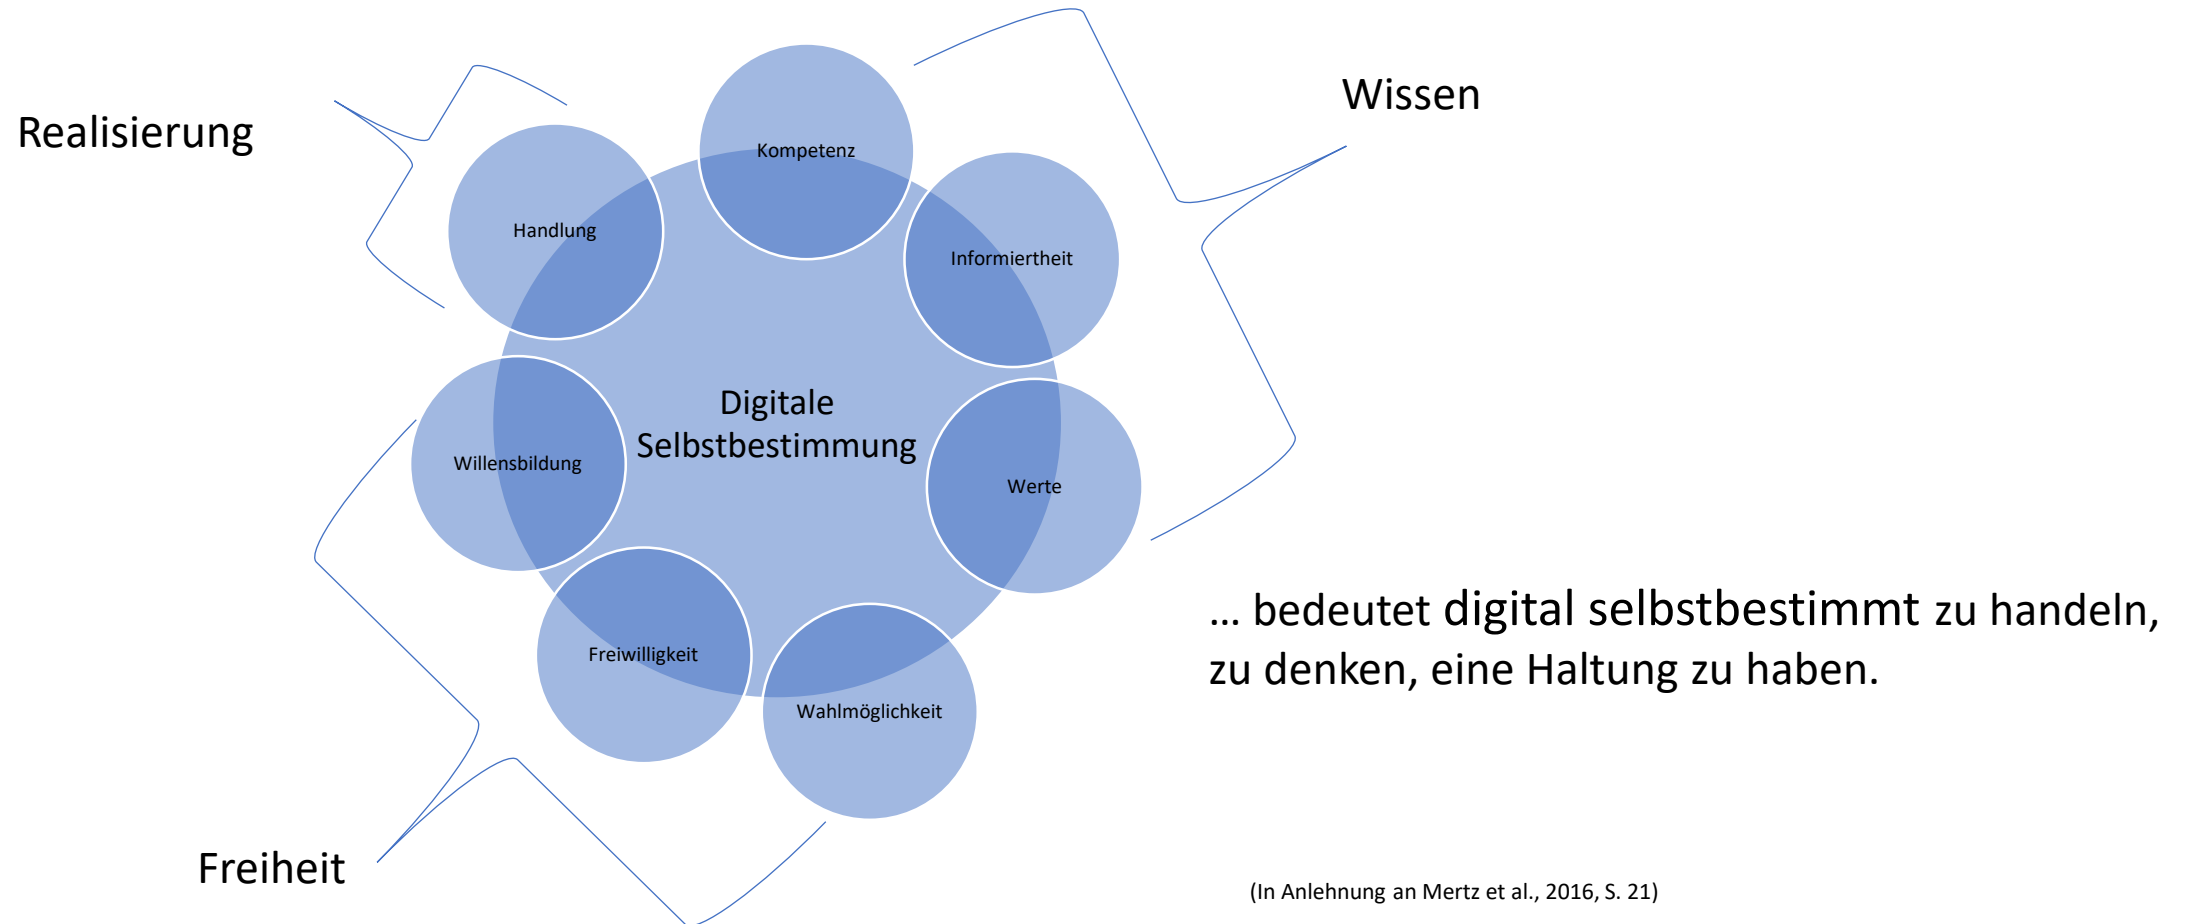 Wissen
Realisierung
Kompetenz
Handlung
Informiertheit
Digitale
Selbstbestimmung
Willensbildung
Werte
Freiwilligkeit
Wahlmöglichkeit
... bedeutet digital selbstbestimmt zu handeln,
zu denken, eine Haltung zu haben.
Freiheit
(In Anlehnung an Mertz et al., 2016, S. 21)